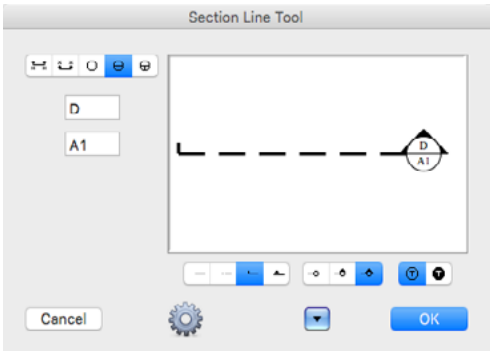 Section Line Tool
D
A1
D
A1
T T
Cancel
OK